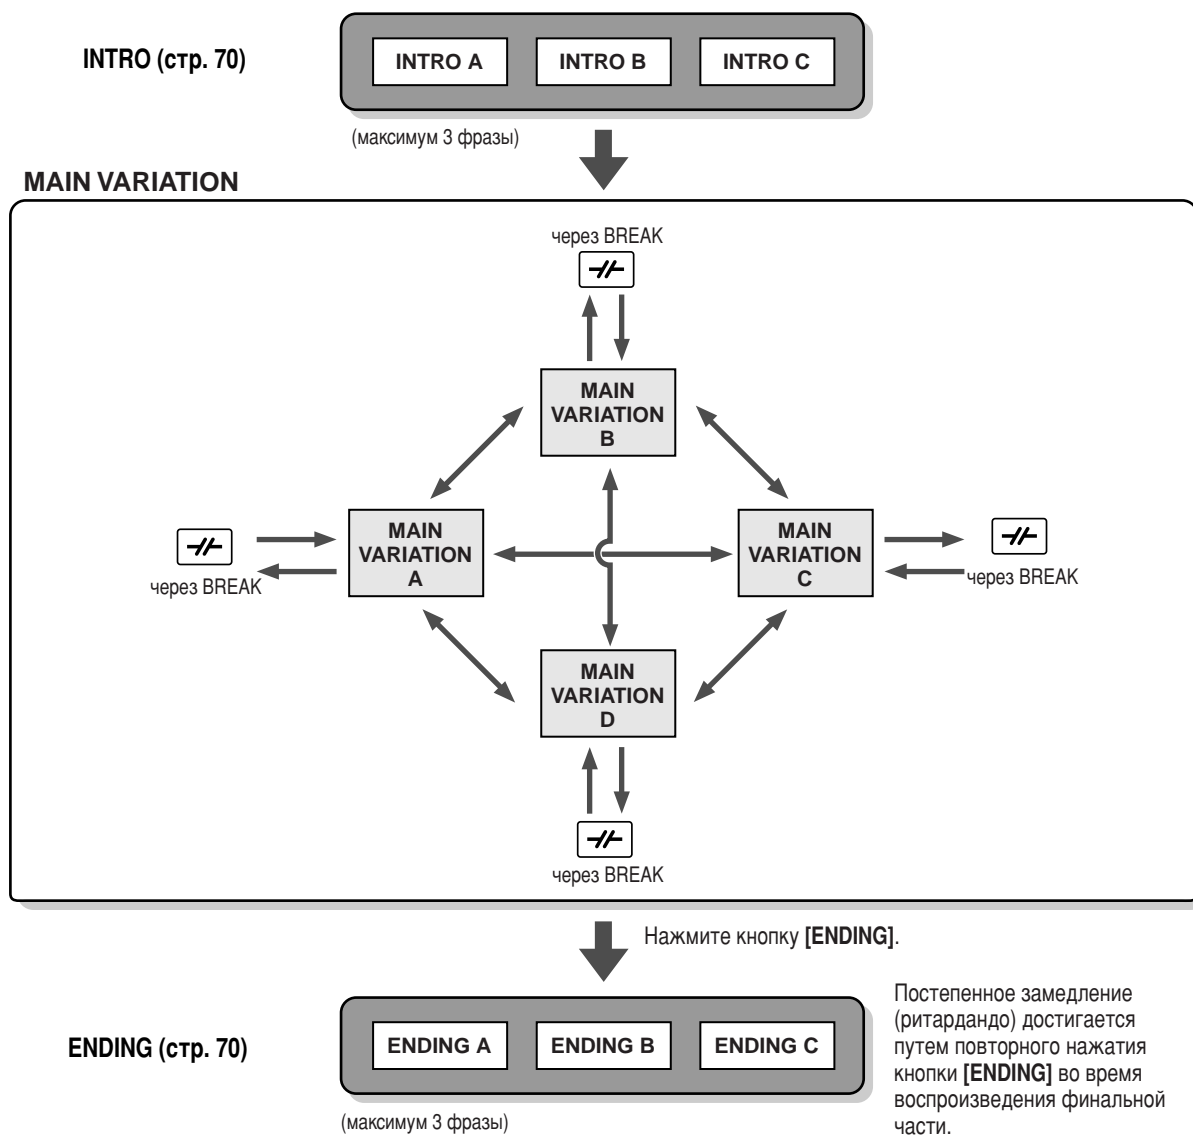 INTRO (стр. 70)
INTRO A
INTRO B
INTRO C
(максимум 3 фразы)
MAIN VARIATION
через BREAK
MAIN
VARIATION
B
MAIN
VARIATION
A
через BREAK
MAIN
VARIATION
C
через BREAK
MAIN
VARIATION
D
через BREAK
Нажмите кнопку [ENDING].
ENDING (стр. 70)
ENDING A
ENDING B
ENDING C
(максимум 3 фразы)
Постепенное замедление
(ритардандо) достигается
путем повторного нажатия
кнопки [ENDING] во время
воспроизведения финальной
части.